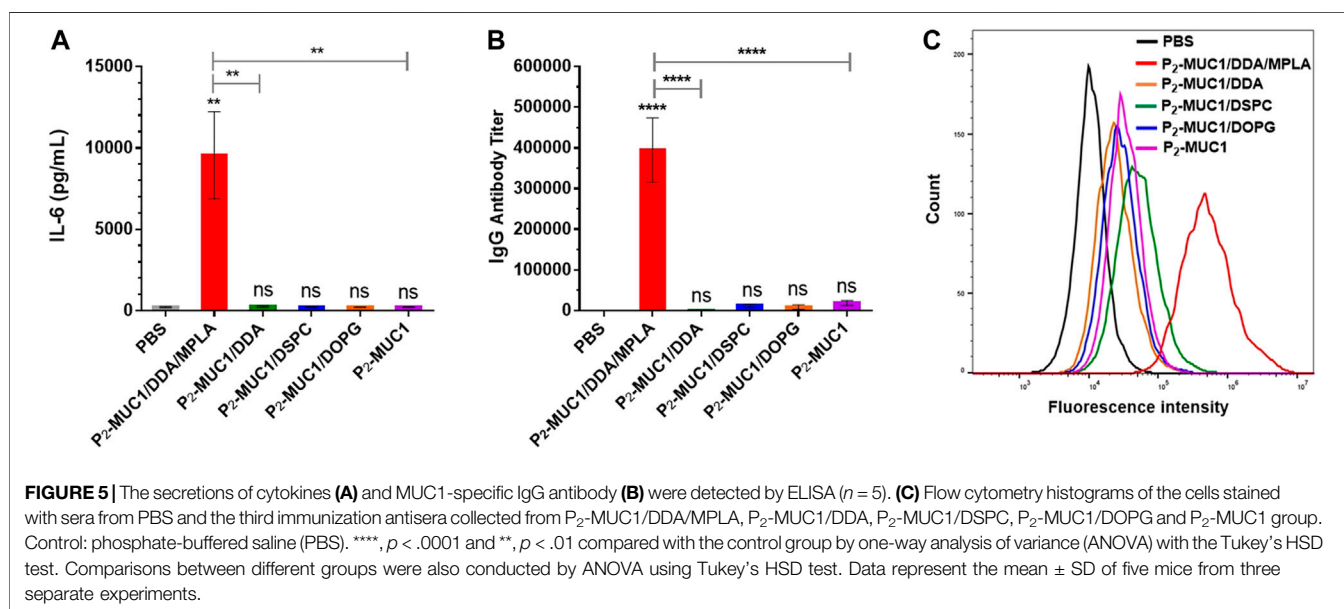 A
**
**
**
15000
10000
5000
0
IL-6 (pg/mL)
ns
ns
ns
ns
PBS
P₂-MUC1/DDA/MPLA
P₂-MUC1/DDA
P₂-MUC1/DSPC
P₂-MUC1/DOPG
P₂-MUC1
B
****
****
****
600000
500000
400000
300000
200000
100000
0
IgG Antibody Titer
ns
ns
ns
ns
PBS
P₂-MUC1/DDA/MPLA
P₂-MUC1/DDA
P₂-MUC1/DSPC
P₂-MUC1/DOPG
P₂-MUC1
C
PBS
P₂-MUC1/DDA/MPLA
P₂-MUC1/DDA
P₂-MUC1/DSPC
P₂-MUC1/DOPG
P₂-MUC1
200
150
100
50
0
Count
10³
10⁴
10⁵
10⁶
10⁷
Fluorescence intensity
FIGURE 5 | The secretions of cytokines (A) and MUC1-specific IgG antibody (B) were detected by ELISA (n = 5). (C) Flow cytometry histograms of the cells stained
with sera from PBS and the third immunization antisera collected from P₂-MUC1/DDA/MPLA, P₂-MUC1/DDA, P₂-MUC1/DSPC, P₂-MUC1/DOPG and P₂-MUC1 group.
Control: phosphate-buffered saline (PBS). ****, p < .0001 and **, p < .01 compared with the control group by one-way analysis of variance (ANOVA) with the Tukey's HSD
test. Comparisons between different groups were also conducted by ANOVA using Tukey's HSD test. Data represent the mean ± SD of five mice from three
separate experiments.